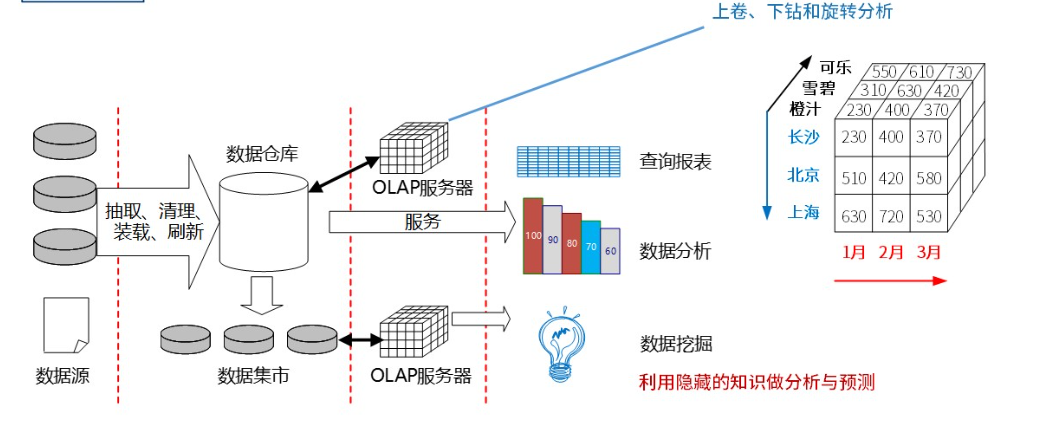 上卷、下钻和旋转分析
可乐
雪碧
橙汁
550 610 730
310 630 420
230 400 370
长沙
230 400 370
北京
510 420 580
上海
630 720 530
1月 2月 3月
数据仓库
抽取、清理、
装载、刷新
OLAP服务器
服务
查询报表
100 90 80 70 60
数据分析
数据源
数据集市
OLAP服务器
数据挖掘
利用隐藏的知识做分析与预测